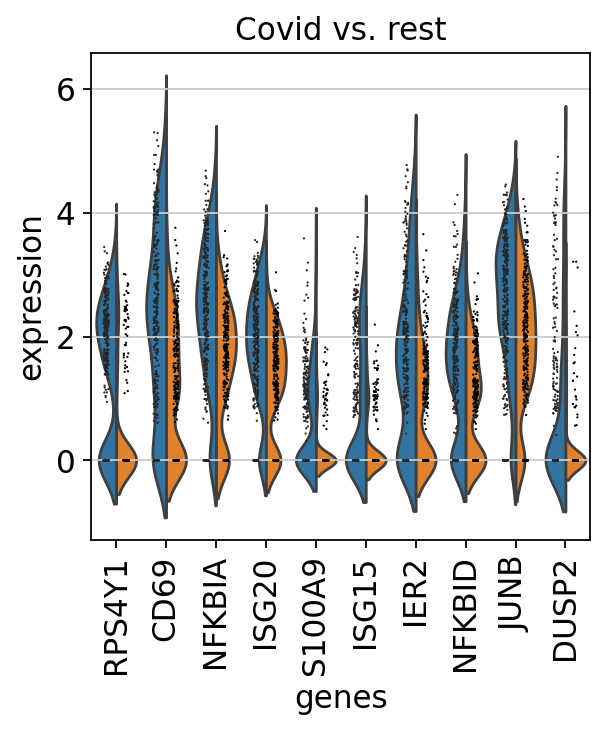 Covid vs. rest
6
4
2
0
expression
RPS4Y1
CD69
NFKBIA
ISG20
S100A9
ISG15
IER2
NFKBID
JUNB
DUSP2
genes